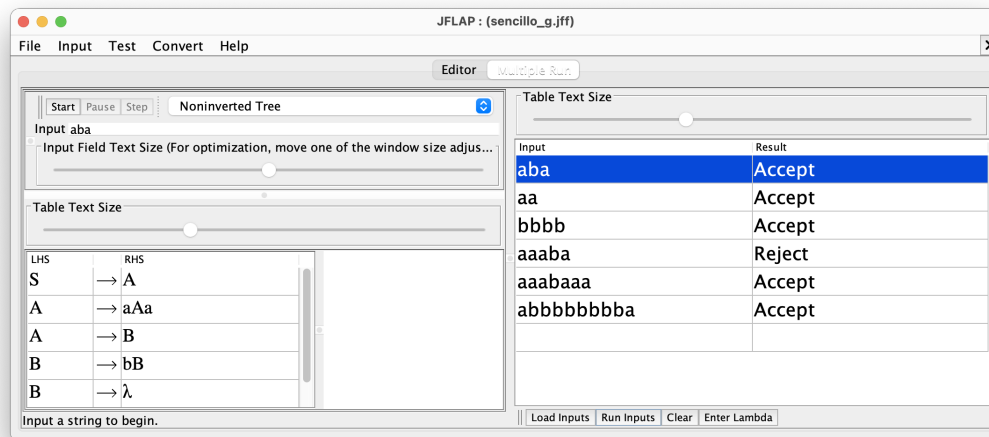 JFLAP : (sencillo_g.jff)
File Input Test Convert Help
Editor Multiple Run
Start Pause Step Noninverted Tree
Input aba
Input Field Text Size (For optimization, move one of the window size adjus...
Table Text Size
LHS RHS
S → A
A → aAa
A → B
B → bB
B → λ
Input a string to begin.
Table Text Size
Input Result
aba Accept
aa Accept
bbbb Accept
aaaba Reject
aaabaaa Accept
abbbbbbbba Accept
Load Inputs Run Inputs Clear Enter Lambda